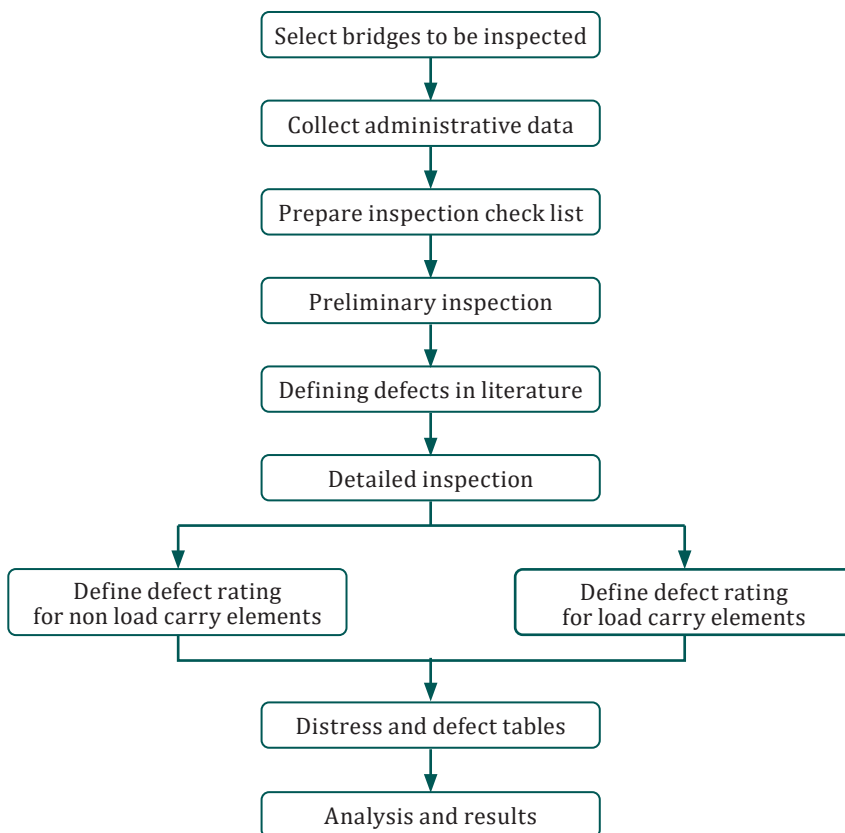 Select bridges to be inspected
Collect administrative data
Prepare inspection check list
Preliminary inspection
Defining defects in literature
Detailed inspection
Define defect rating
for non load carry elements
Define defect rating
for load carry elements
Distress and defect tables
Analysis and results